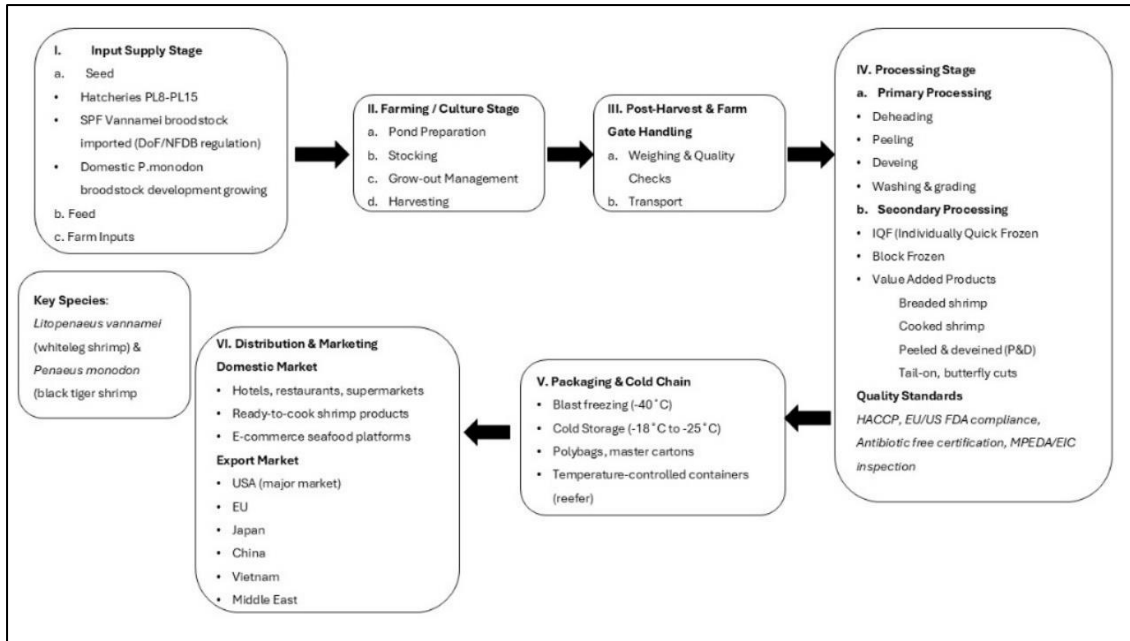 I. Input Supply Stage
a. Seed
• Hatcheries PL8-PL15
• SPF Vannamei broodstock
imported (DoF/NFDB regulation)
• Domestic P.monodon
broodstock development growing
b. Feed
c. Farm Inputs
II. Farming / Culture Stage
a. Pond Preparation
b. Stocking
c. Grow-out Management
d. Harvesting
III. Post-Harvest & Farm
Gate Handling
a. Weighing & Quality
Checks
b. Transport
IV. Processing Stage
a. Primary Processing
• Deheading
• Peeling
• Deveing
• Washing & grading
b. Secondary Processing
• IQF (Individually Quick Frozen
• Block Frozen
• Value Added Products
Breaded shrimp
Cooked shrimp
Peeled & deveined (P&D)
Tail-on, butterfly cuts
Quality Standards
HACCP, EU/US FDA compliance,
Antibiotic free certification, MPEDA/EIC
inspection
V. Packaging & Cold Chain
• Blast freezing (-40˚C)
• Cold Storage (-18˚C to -25˚C)
• Polybags, master cartons
• Temperature-controlled containers
(reefer)
VI. Distribution & Marketing
Domestic Market
• Hotels, restaurants, supermarkets
• Ready-to-cook shrimp products
• E-commerce seafood platforms
Export Market
• USA (major market)
• EU
• Japan
• China
• Vietnam
• Middle East
Key Species:
Litopenaeus vannamei
(whiteleg shrimp) &
Penaeus monodon
(black tiger shrimp